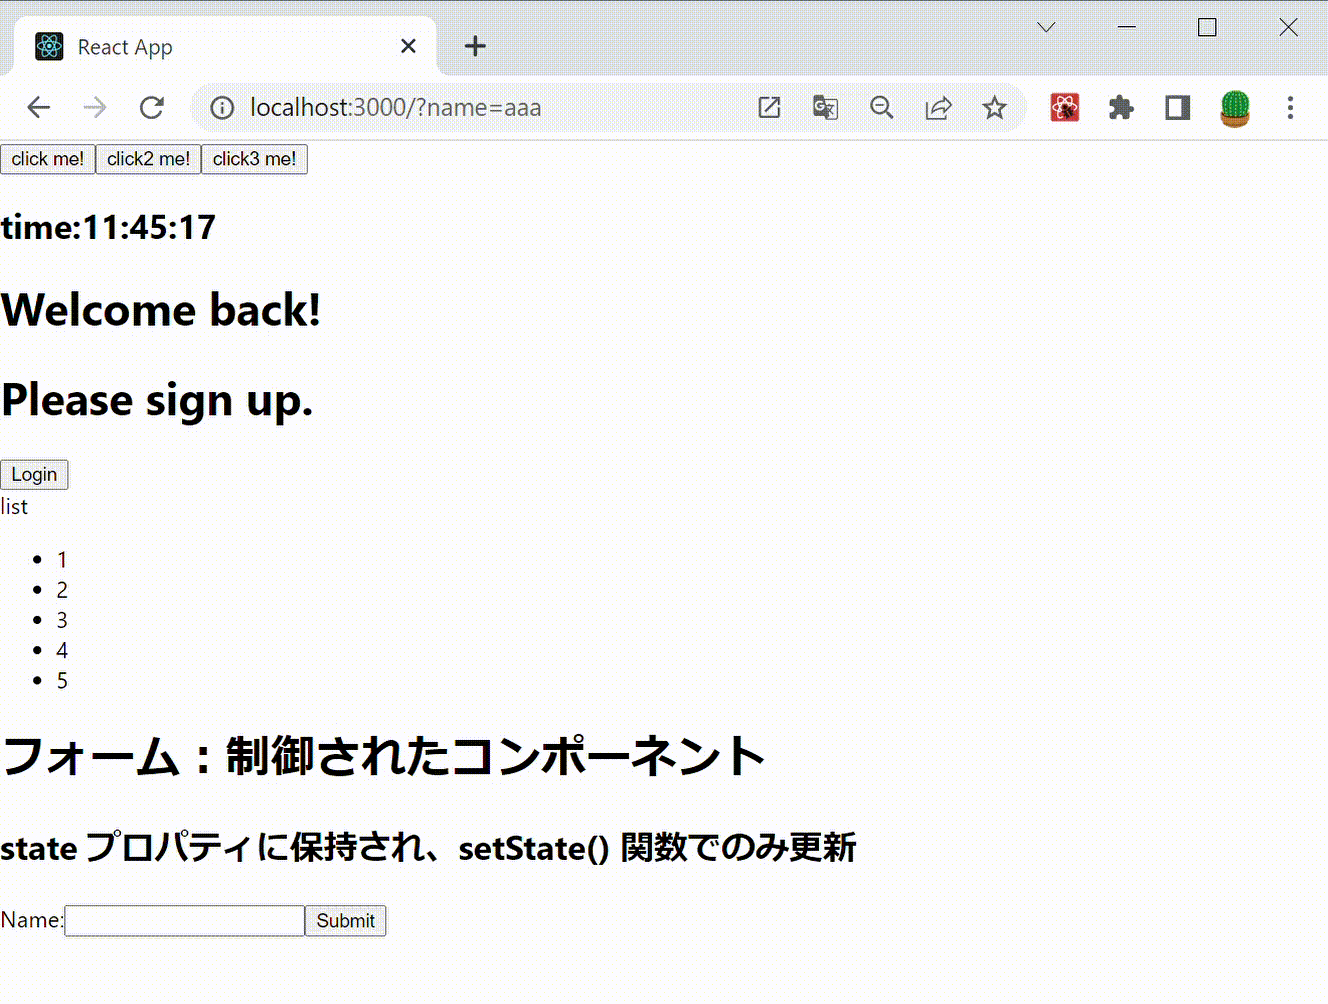 React App
localhost:3000/?name=aaa
click me! click2 me! click3 me!
time:11:45:17
Welcome back!
Please sign up.
Login
list
1
2
3
4
5
フォーム：制御されたコンポーネント
state プロパティに保持され、setState() 関数でのみ更新
Name: Submit